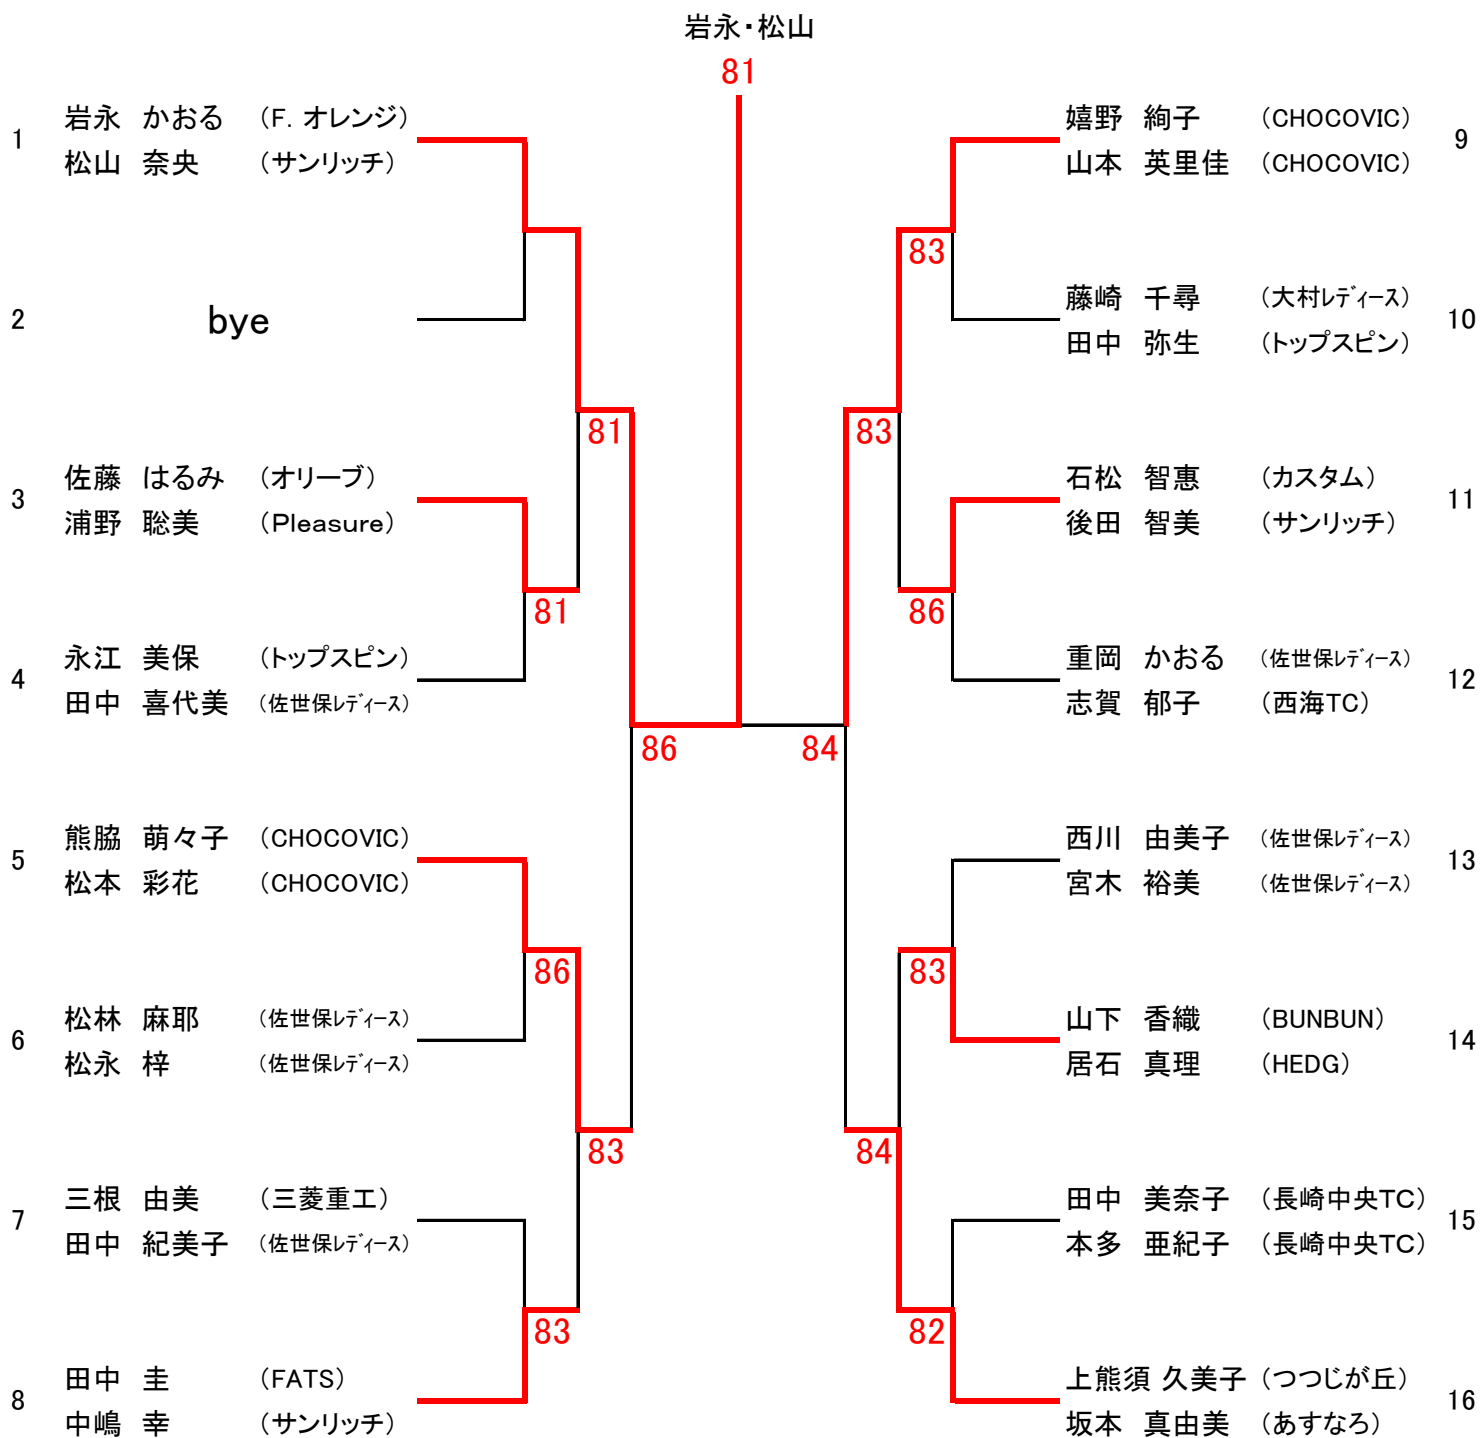 岩永・松山
81
1
岩永 かおる （F. オレンジ）
松山 奈央 （サンリッチ）
2
bye
81
3
佐藤 はるみ （オリーブ）
浦野 聡美 （Pleasure）
81
4
永江 美保 （トップスピン）
田中 喜代美 （佐世保レディース）
86
5
熊脇 萌々子 （CHOCOVIC）
松本 彩花 （CHOCOVIC）
86
6
松林 麻耶 （佐世保レディース）
松永 梓 （佐世保レディース）
83
7
三根 由美 （三菱重工）
田中 紀美子 （佐世保レディース）
83
8
田中 圭 （FATS）
中嶋 幸 （サンリッチ）
嬉野 絢子 （CHOCOVIC）
山本 英里佳 （CHOCOVIC）
9
83
藤崎 千尋 （大村レディース）
田中 弥生 （トップスピン）
10
83
石松 智惠 （カスタム）
後田 智美 （サンリッチ）
11
86
重岡 かおる （佐世保レディース）
志賀 郁子 （西海TC）
12
84
西川 由美子 （佐世保レディース）
宮木 裕美 （佐世保レディース）
13
83
山下 香織 （BUNBUN）
居石 真理 （HEDG）
14
84
田中 美奈子 （長崎中央TC）
本多 亜紀子 （長崎中央TC）
15
82
上熊須 久美子 （つつじが丘）
坂本 真由美 （あすなろ）
16